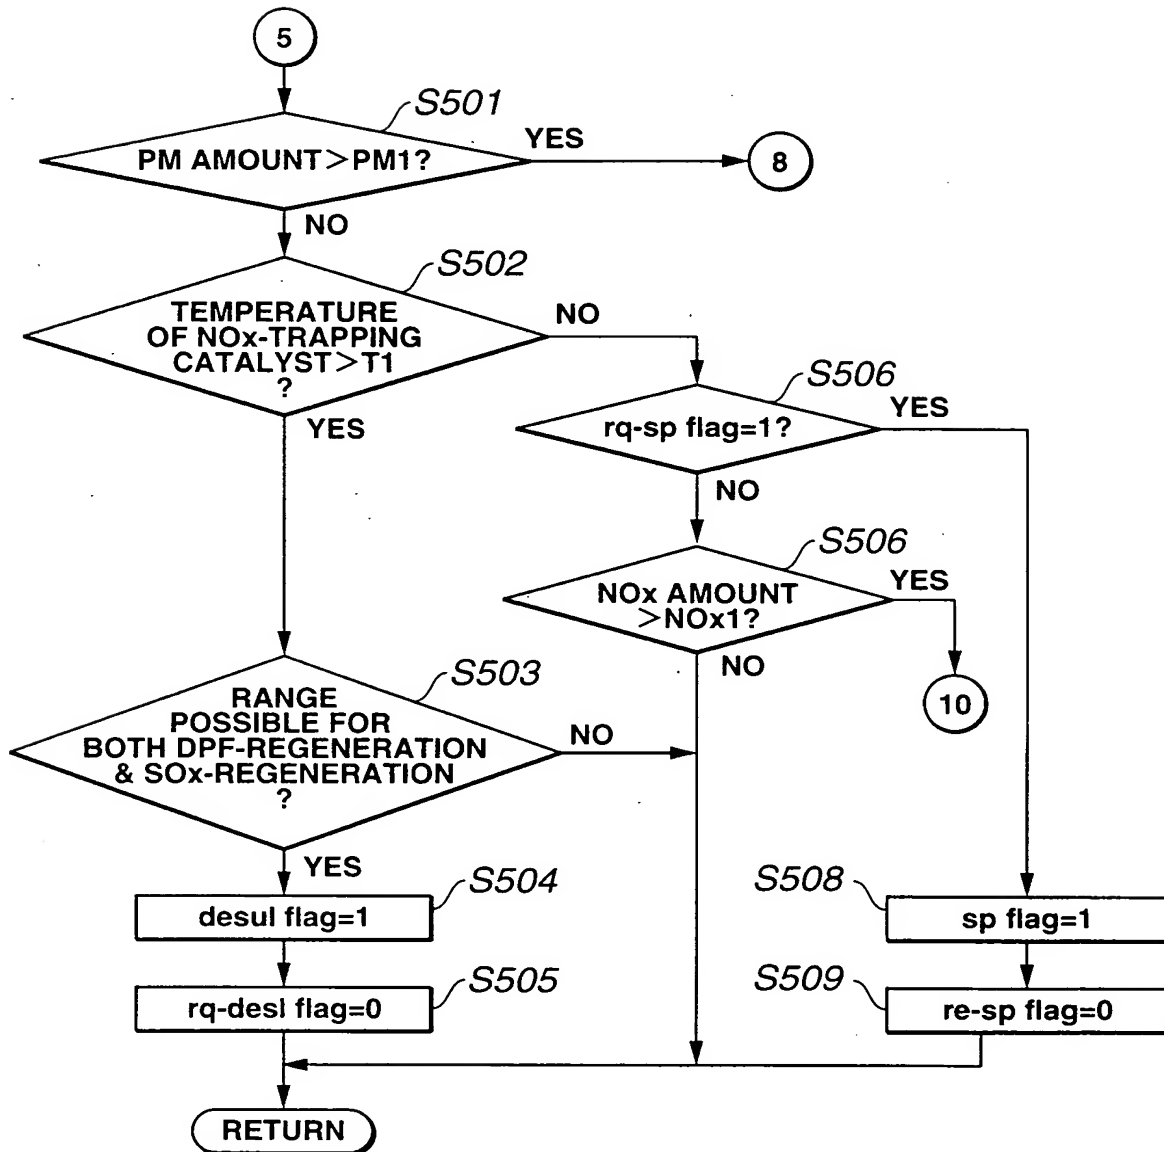 5
S501
PM AMOUNT>PM1?
YES
8
NO
S502
TEMPERATURE
OF NOx-TRAPPING
CATALYST>T1
?
NO
YES
S506
rq-sp flag=1?
YES
NO
S506
NOx AMOUNT
>NOx1?
YES
NO
10
S503
RANGE
POSSIBLE FOR
BOTH DPF-REGENERATION
& SOx-REGENERATION
?
NO
YES
S504
desul flag=1
S508
sp flag=1
S505
rq-desl flag=0
S509
re-sp flag=0
RETURN